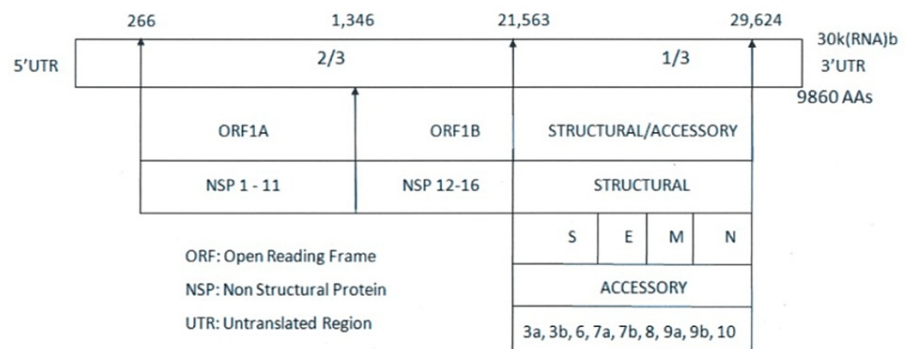 266 1,346 21,563 29,624
30k(RNA)b
5'UTR 2/3 1/3 3'UTR
9860 AAs
ORF1A ORF1B STRUCTURAL/ACCESSORY
NSP 1 - 11 NSP 12-16 STRUCTURAL
S E M N
ORF: Open Reading Frame
NSP: Non Structural Protein
ACCESSORY
UTR: Untranslated Region
3a, 3b, 6, 7a, 7b, 8, 9a, 9b, 10